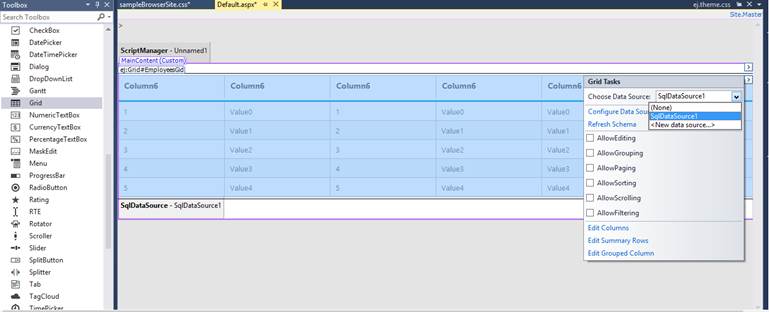 Toolbox
Search Toolbox
CheckBox
DatePicker
DateTimePicker
Dialog
DropDownList
Gantt
Grid
NumericTextBox
CurrencyTextBox
PercentageTextBox
MaskEdit
Menu
ProgressBar
RadioButton
Rating
RTE
Rotator
Scroller
Slider
SplitButton
Splitter
Tab
TagCloud
TimePicker
sampleBrowserSite.css*
Default.aspx*
ej.theme.css
Site.Master
ScriptManager - Unnamed1
MainContent (Custom)
ej:Grid#EmployeesGid
Column6 Column6 Column6 Column6 Column6
1 Value0 1 Value0 Value0
2 Value1 2 Value1 Value1
3 Value2 3 Value2 Value2
4 Value3 4 Value3 Value3
5 Value4 5 Value4 Value4
SqlDataSource - SqlDataSource1
Grid Tasks
Choose Data Source: SqlDataSource1
(None)
SqlDataSource1
<New data source...>
Configure Data Sou
Refresh Schema
AllowEditing
AllowGrouping
AllowPaging
AllowSorting
AllowScrolling
AllowFiltering
Edit Columns
Edit Summary Rows
Edit Grouped Column